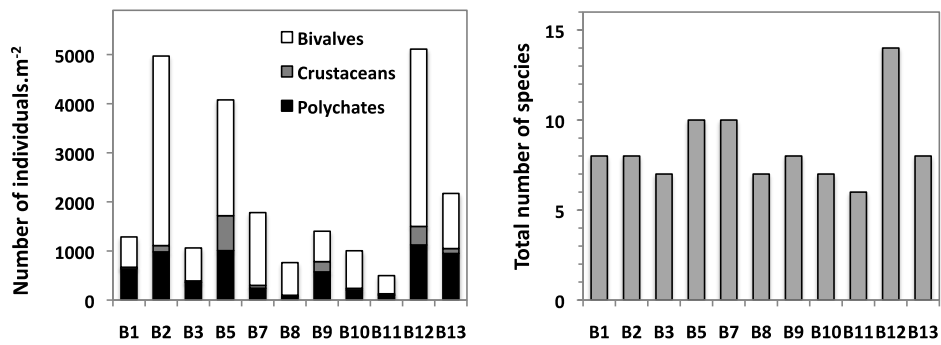 Number of individuals.m-2
5000
4000
3000
2000
1000
0
Bivalves
Crustaceans
Polychates
B1 B2 B3 B5 B7 B8 B9 B10 B11 B12 B13
Total number of species
15
10
5
0
B1 B2 B3 B5 B7 B8 B9 B10 B11 B12 B13